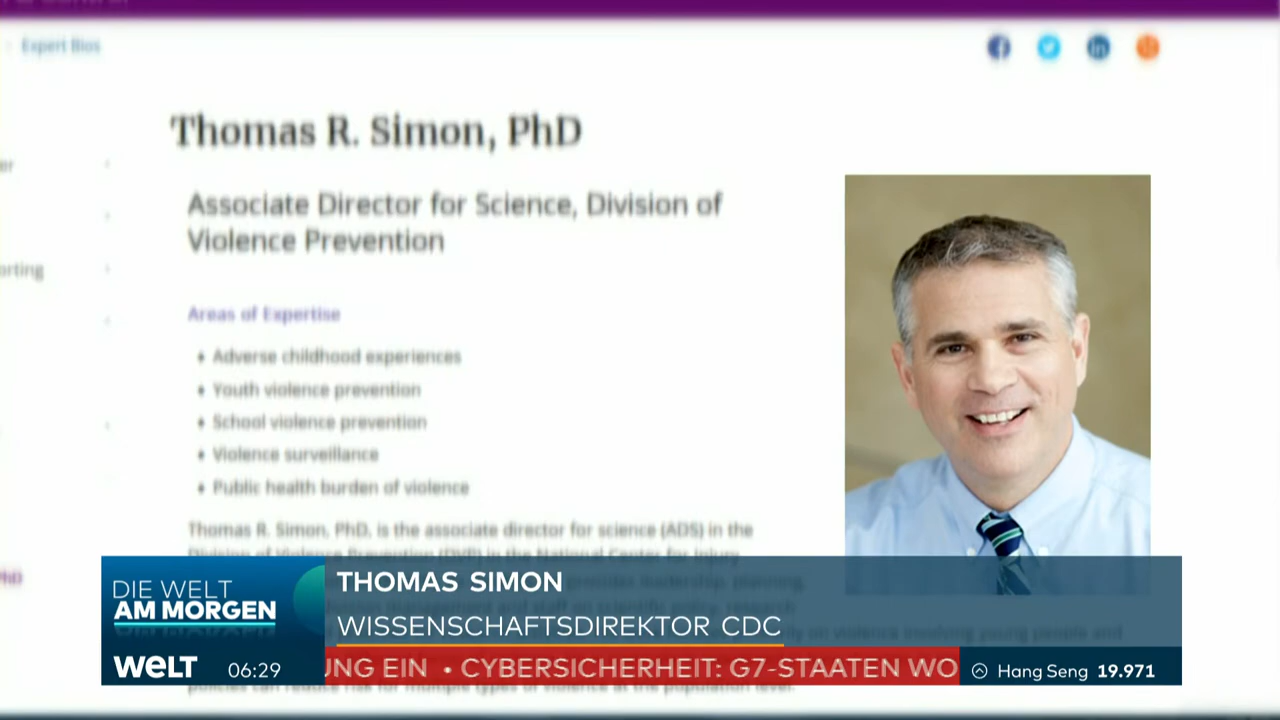 Expert Bios
Thomas R. Simon, PhD
Associate Director for Science, Division of
Violence Prevention
orting
Areas of Expertise
Adverse childhood experiences
Youth violence prevention
School violence prevention
Violence surveillance
Public health burden of violence
Thomas R. Simon, PhD, is the associate director for science (ADS) in the
PhD
DIE WELT
AM MORGEN
THOMAS SIMON
WISSENSCHAFTSDIREKTOR CDC
welt 06:29 UNG EIN • CYBERSICHERHEIT: G7-STAATEN WO Hang Seng 19.971